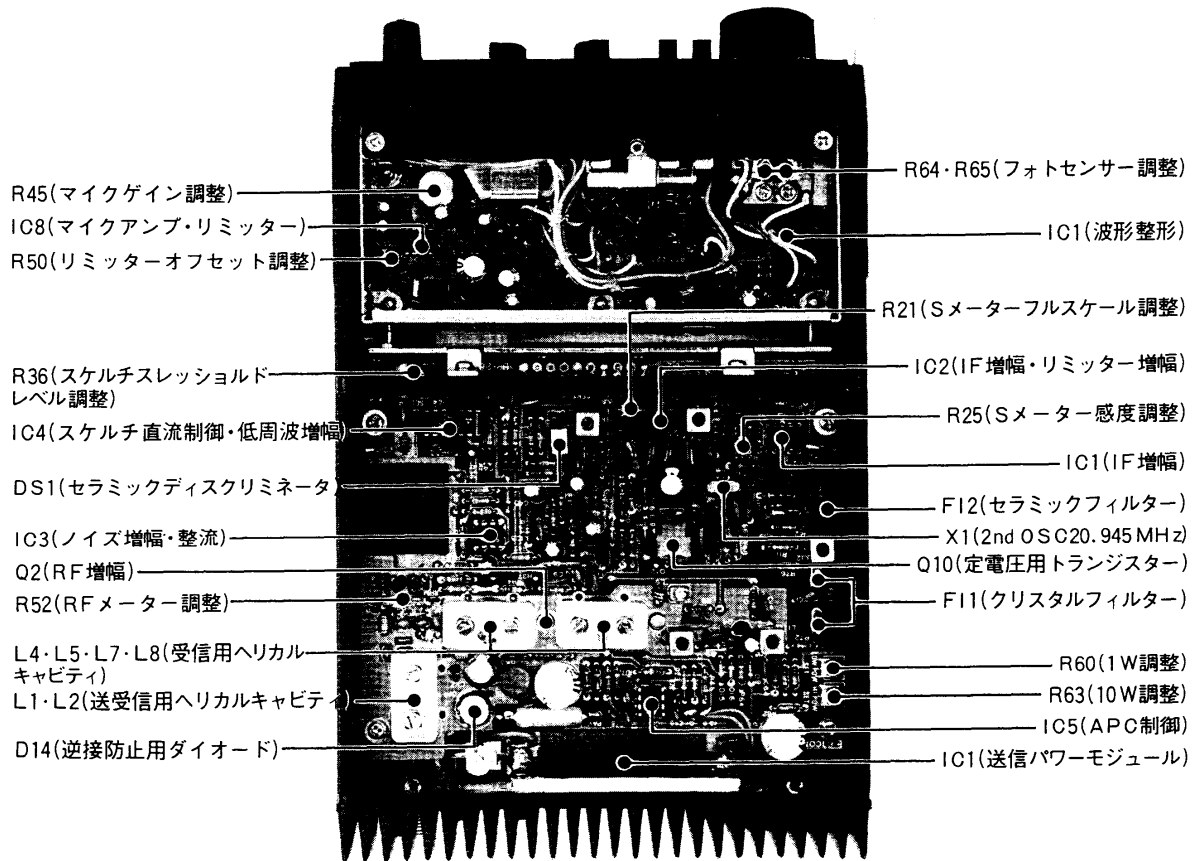 R45(マイクゲイン調整)
IC8(マイクアンプ・リミッター)
R50(リミッターオフセット調整)
R36(スケルチスレッショルド
レベル調整)
IC4(スケルチ直流制御・低周波増幅)
DS1(セラミックディスクリミネータ)
IC3(ノイズ増幅・整流)
Q2(RF増幅)
R52(RFメーター調整)
L4・L5・L7・L8(受信用ヘリカル
キャビティ)
L1・L2(送受信用ヘリカルキャビティ)
D14(逆接防止用ダイオード)
R64・R65(フォトセンサー調整)
IC1(波形整形)
R21(Sメーターフルスケール調整)
IC2(IF増幅・リミッター増幅)
R25(Sメーター感度調整)
IC1(IF増幅)
FI2(セラミックフィルター)
X1(2nd OSC20.945MHz)
Q10(定電圧用トランジスター)
FI1(クリスタルフィルター)
R60(1W調整)
R63(10W調整)
IC5(APC制御)
IC1(送信パワーモジュール)